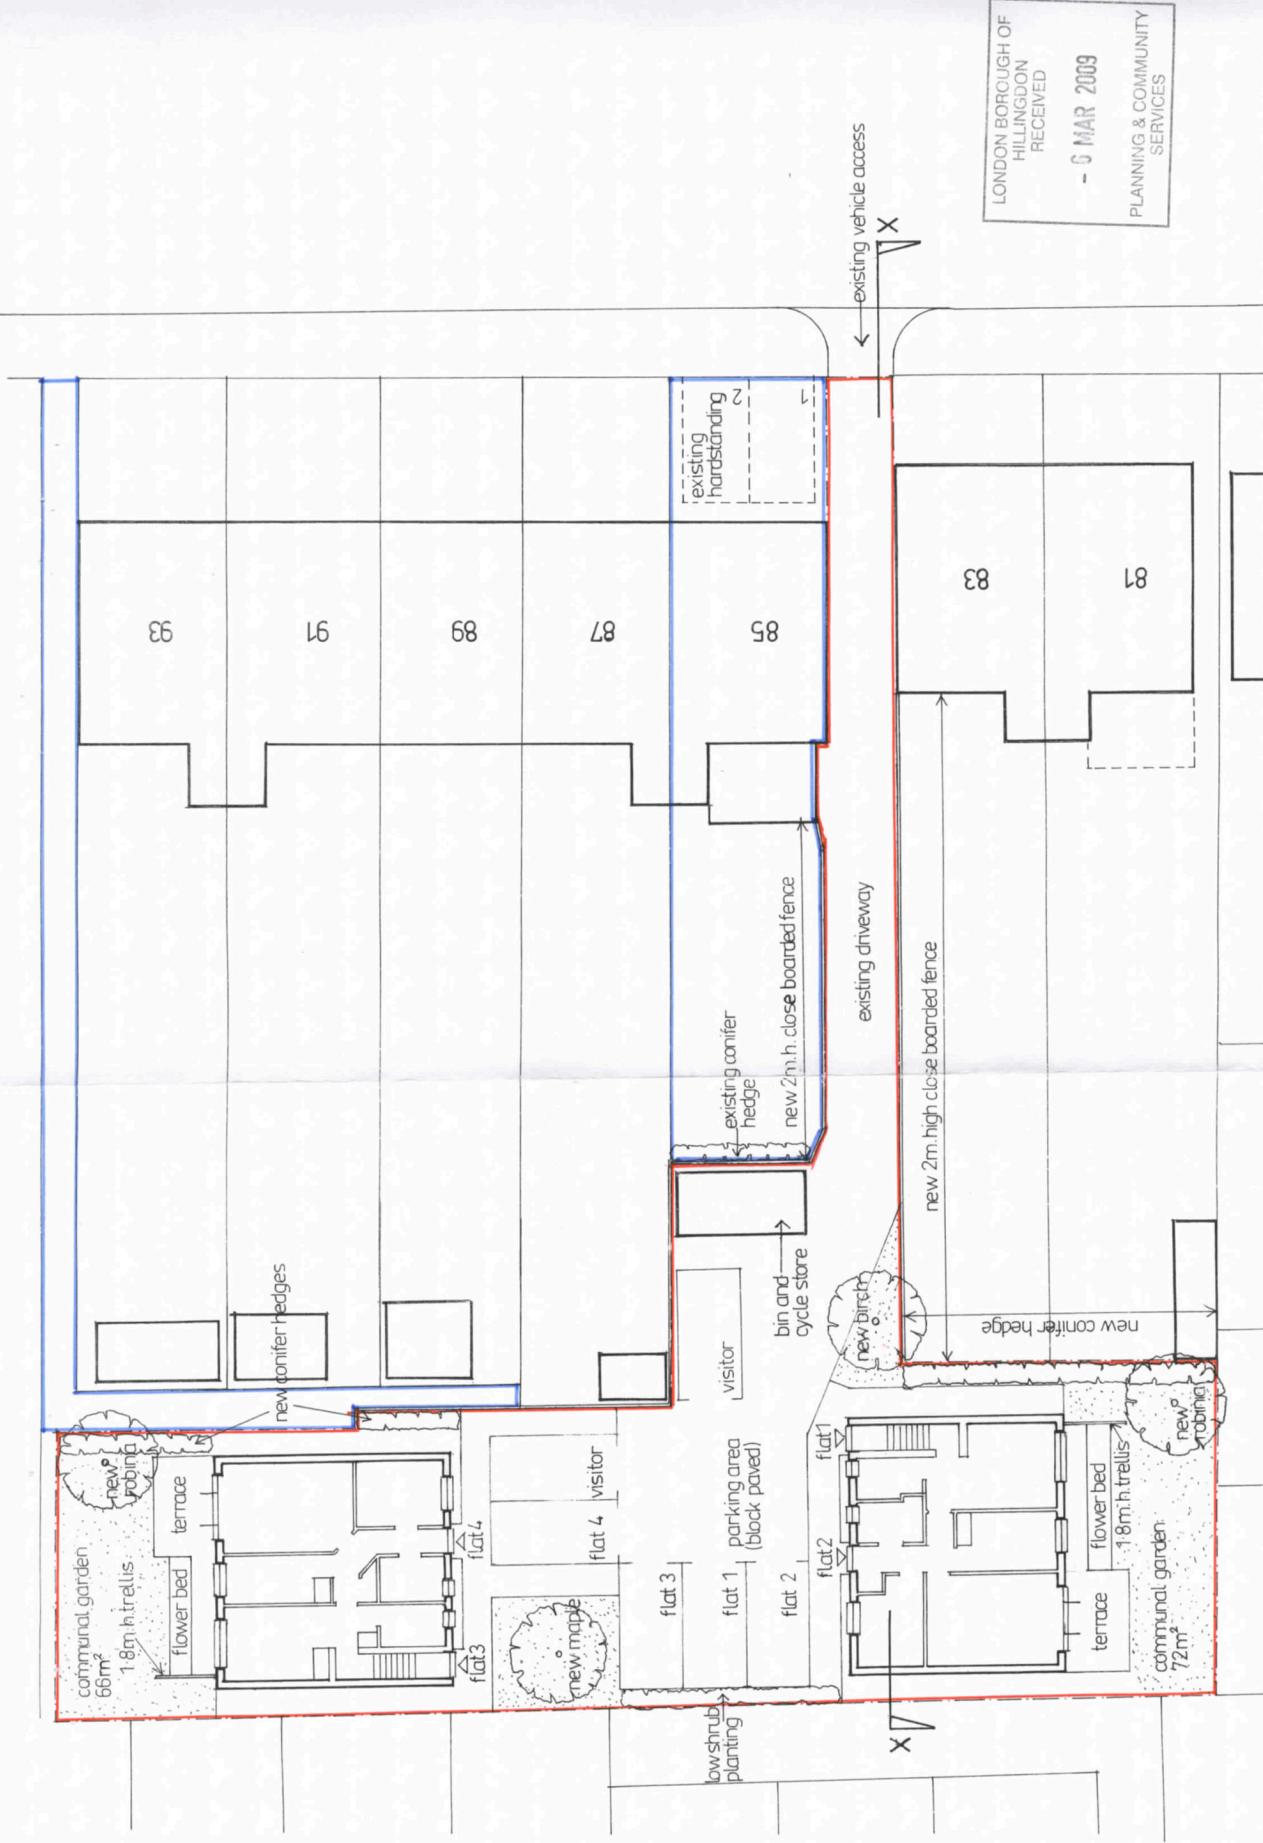 LONDON BOROUGH OF
HILLINGDON
RECEIVED
- 6 MAR 2009
PLANNING & COMMUNITY
SERVICES
existing vehicle access
X
existing
hardstanding
2
1
93
91
89
87
85
83
81
existing driveway
new 2m.h. close boarded fence
existing conifer
hedge
new 2m.high close boarded fence
new conifer hedge
new conifer hedges
bin and
cycle store
new birch
visitor
visitor
flat 4
parking area
(block paved)
flat 3
flat 1
flat 2
new robinia
terrace
flower bed
1·8m.h.trellis
communal garden
66m²
flat4
flat3
new maple
low shrub
planting
flat1
flat2
new
robinia
flower bed
1·8m.h.trellis
terrace
communal garden
72m²
X